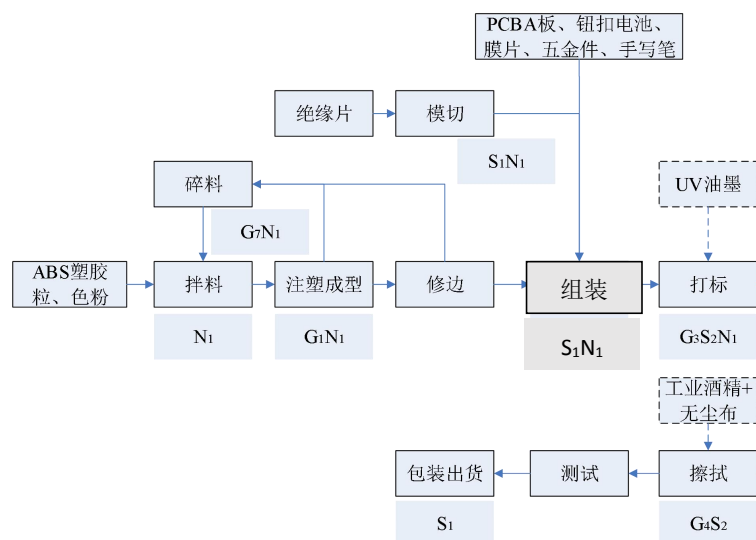 PCBA板、钮扣电池、
膜片、五金件、手写笔
绝缘片
模切
S1N1
碎料
UV油墨
G7N1
ABS塑胶
粒、色粉
拌料
注塑成型
修边
组装
打标
N1
G1N1
S1N1
G3S2N1
工业酒精+
无尘布
包装出货
测试
擦拭
S1
G4S2